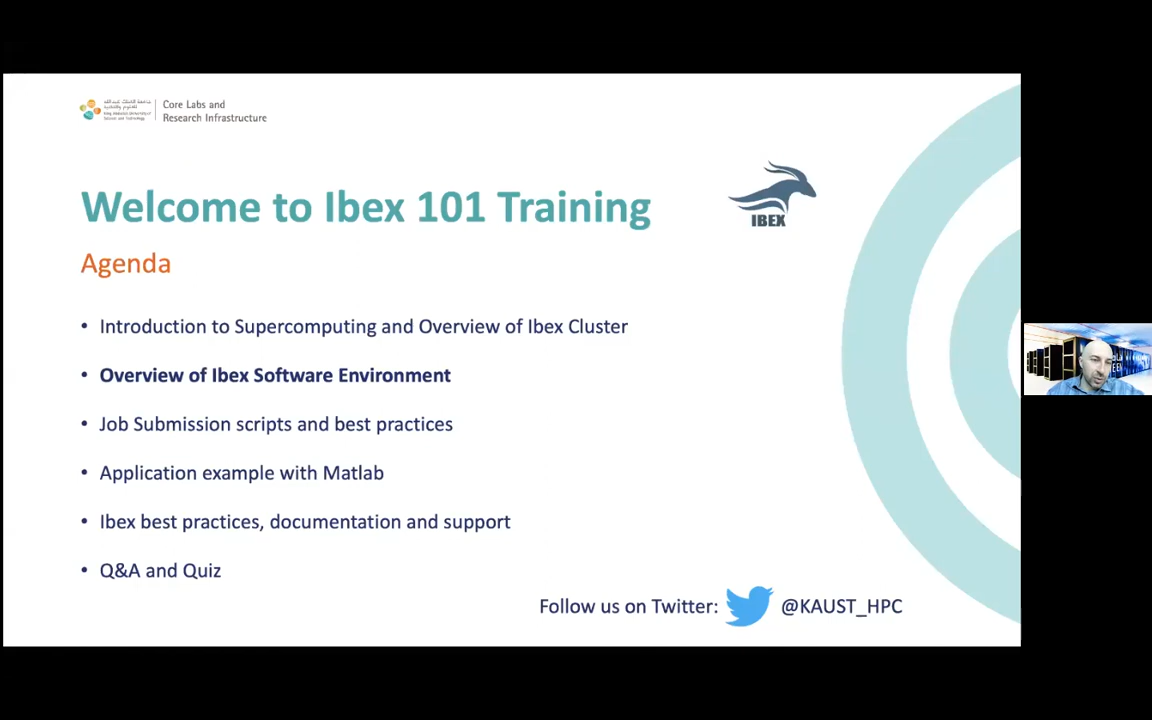 Core Labs and
Research Infrastructure
Welcome to Ibex 101 Training
IBEX
Agenda
• Introduction to Supercomputing and Overview of Ibex Cluster
• Overview of Ibex Software Environment
• Job Submission scripts and best practices
• Application example with Matlab
• Ibex best practices, documentation and support
• Q&A and Quiz
Follow us on Twitter: @KAUST_HPC